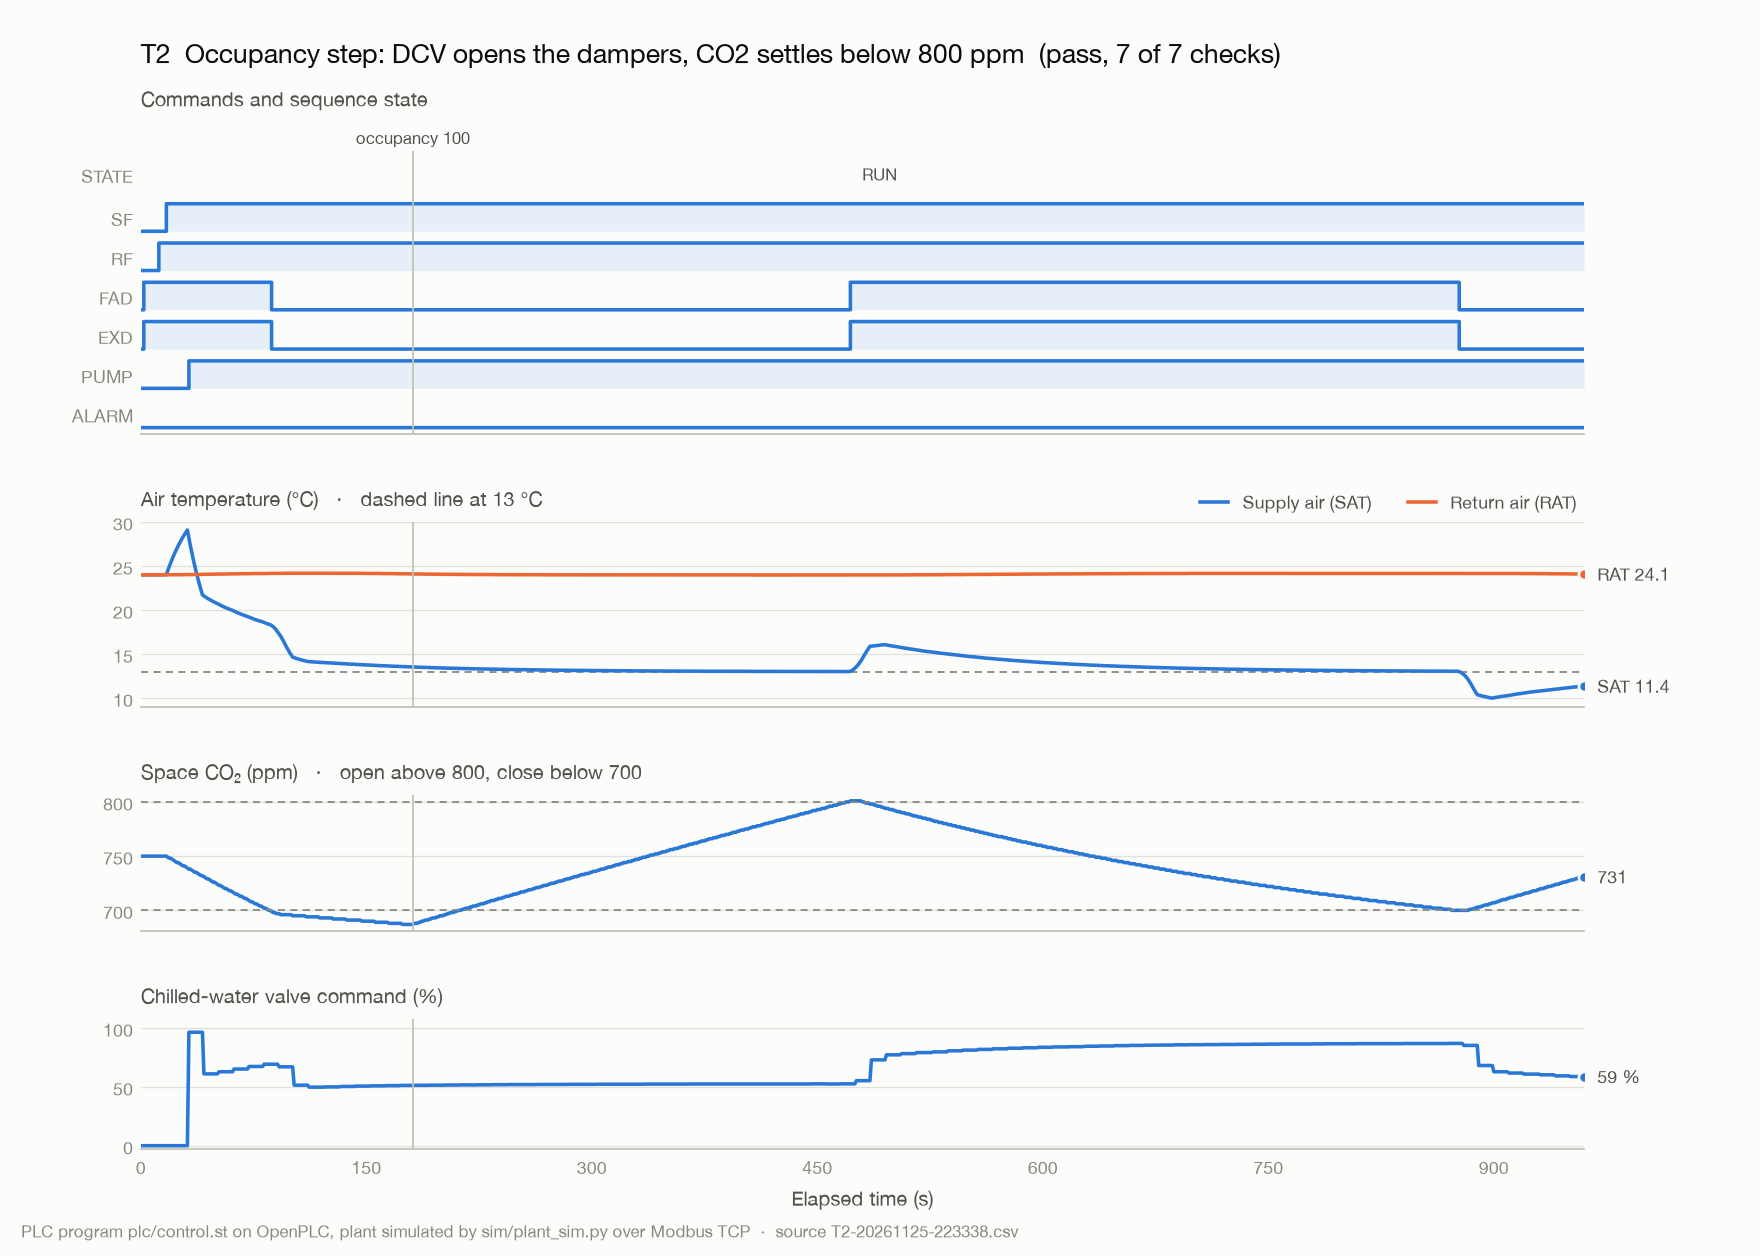 T2 Occupancy step: DCV opens the dampers, CO2 settles below 800 ppm (pass, 7 of 7 checks)
Commands and sequence state
occupancy 100
STATE
RUN
SF
RF
FAD
EXD
PUMP
ALARM
Air temperature (°C) · dashed line at 13 °C
Supply air (SAT)
Return air (RAT)
30
25
20
15
10
RAT 24.1
SAT 11.4
Space CO₂ (ppm) · open above 800, close below 700
800
750
700
731
Chilled-water valve command (%)
100
50
0
59 %
0 150 300 450 600 750 900
Elapsed time (s)
PLC program plc/control.st on OpenPLC, plant simulated by sim/plant_sim.py over Modbus TCP · source T2-20261125-223338.csv